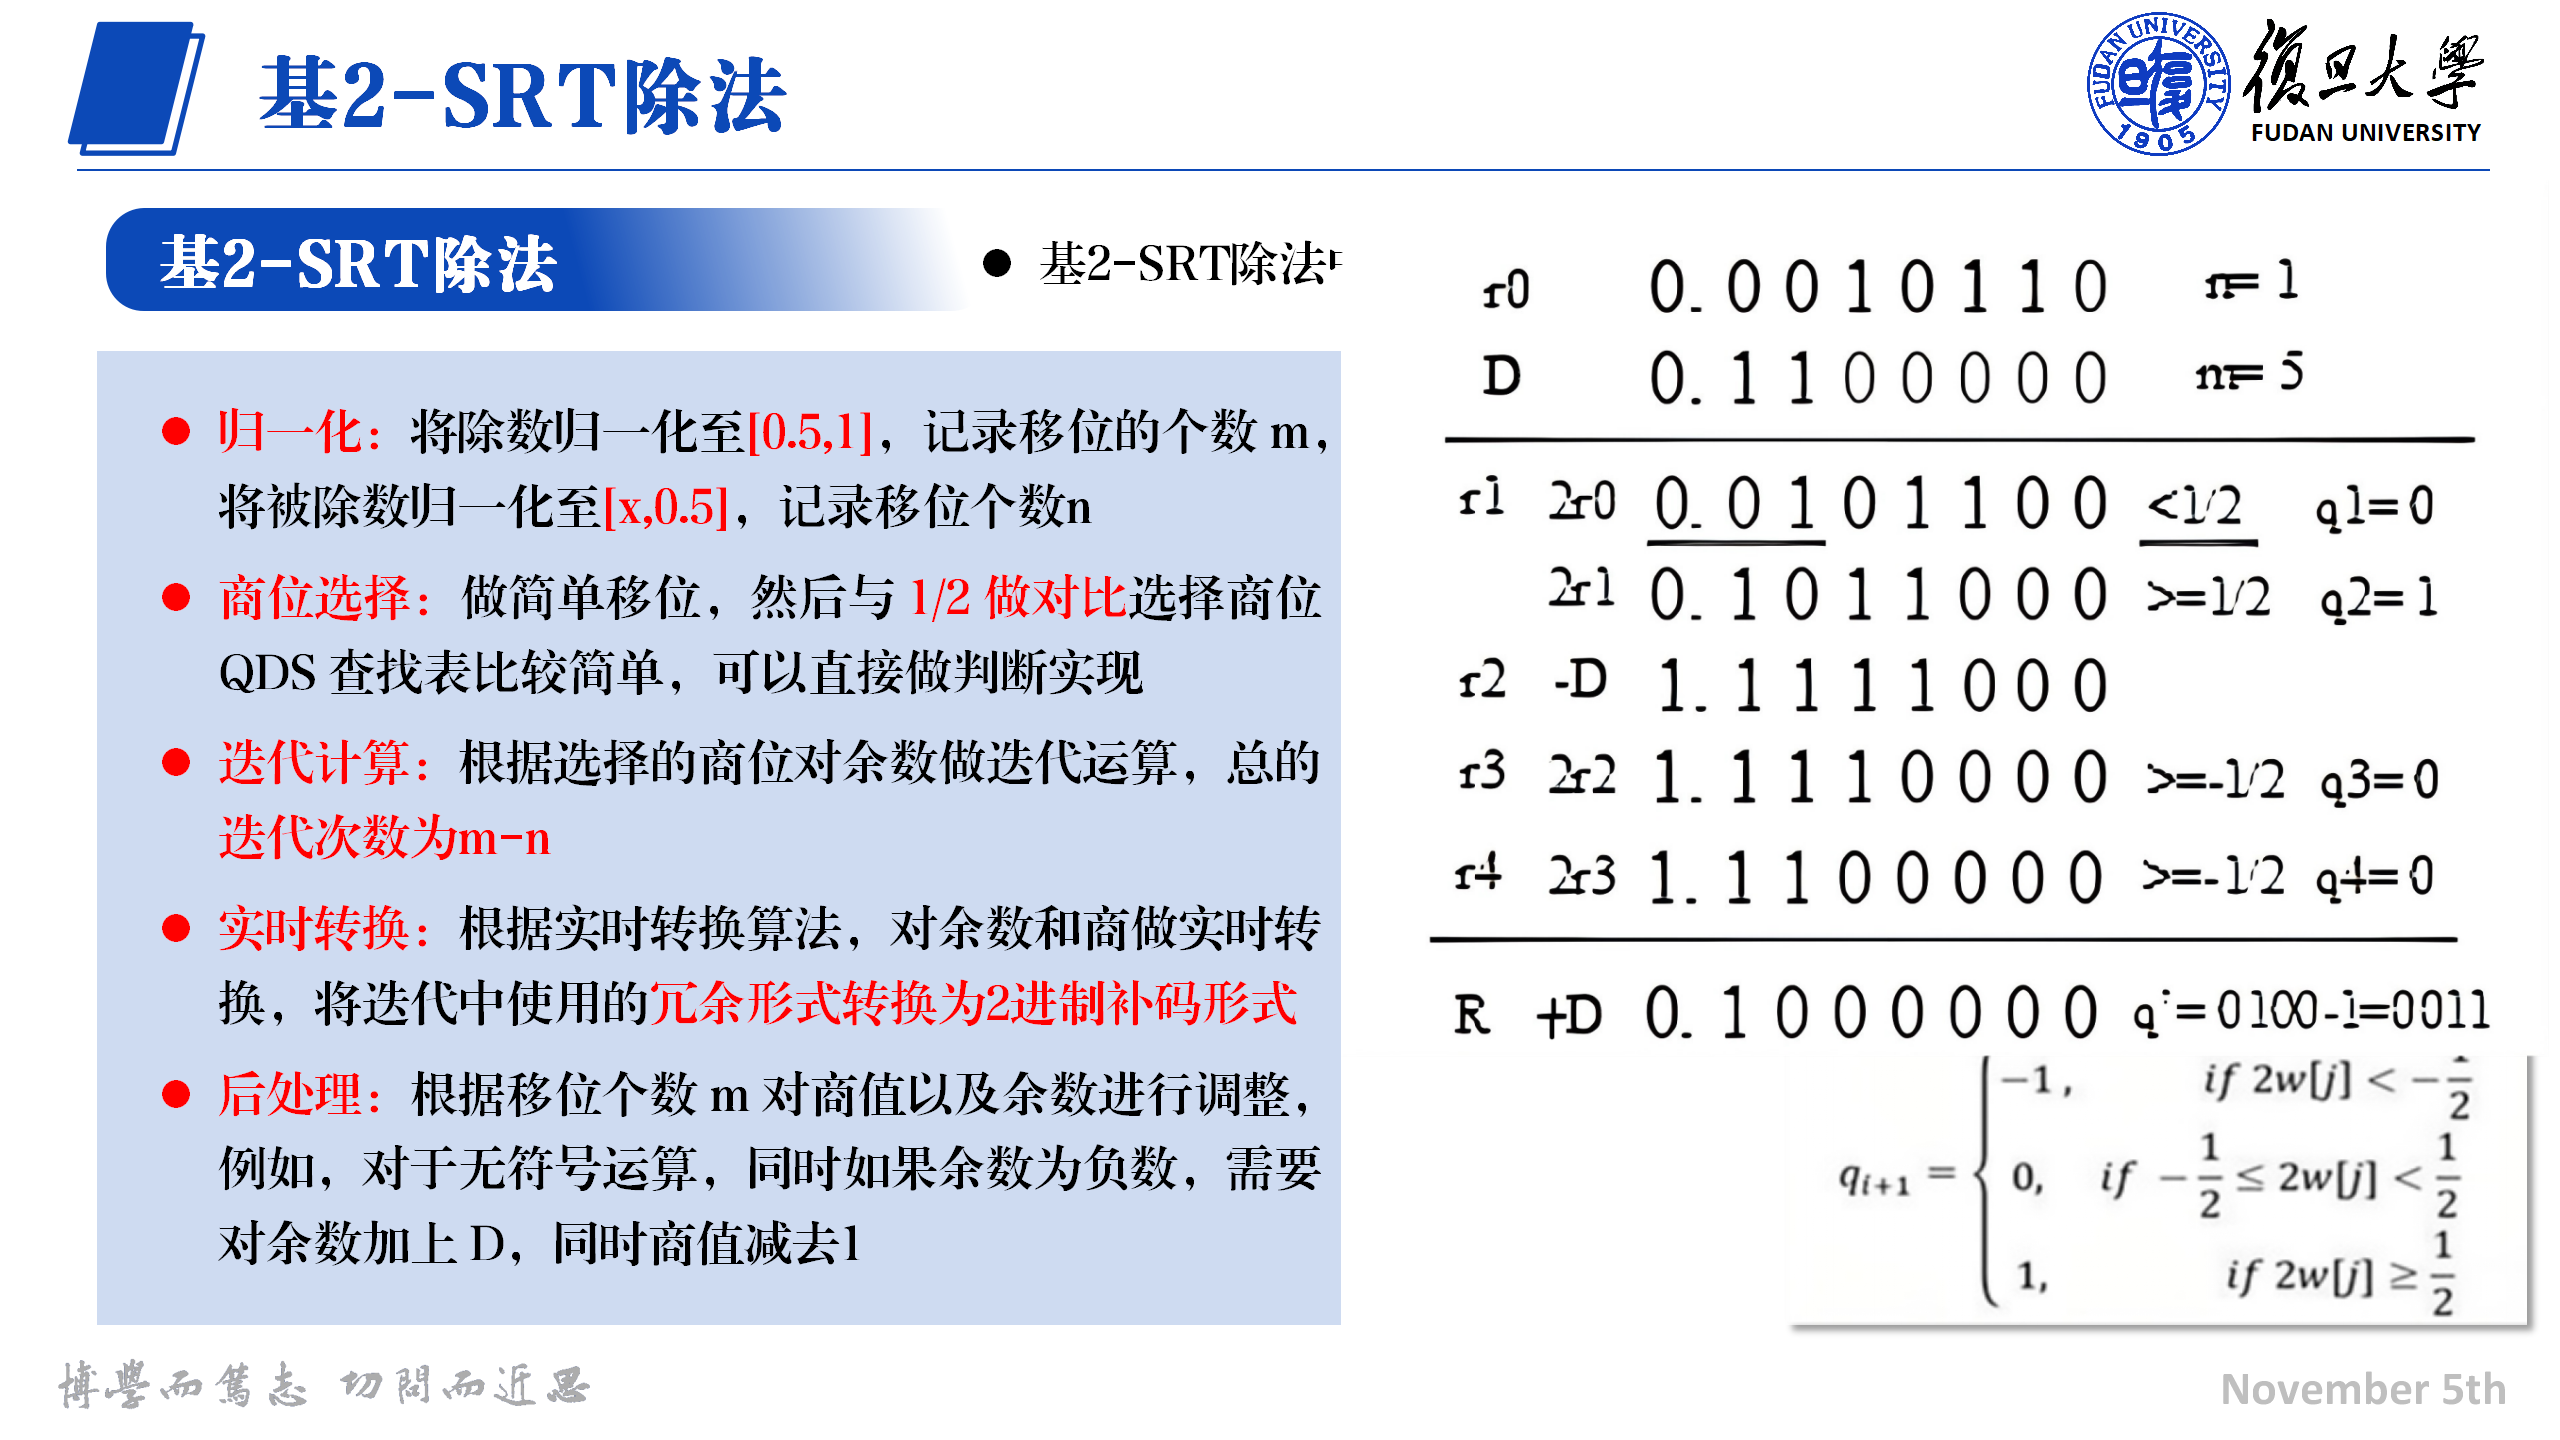 基2-SRT除法
FUDAN UNIVERSITY
1905
復旦大學
FUDAN UNIVERSITY
基2-SRT除法
● 基2-SRT除法
● 归一化：将除数归一化至[0.5,1]，记录移位的个数 m，
将被除数归一化至[x,0.5]，记录移位个数n
● 商位选择：做简单移位，然后与 1/2 做对比选择商位
QDS 查找表比较简单，可以直接做判断实现
● 迭代计算：根据选择的商位对余数做迭代运算，总的
迭代次数为m-n
● 实时转换：根据实时转换算法，对余数和商做实时转
换，将迭代中使用的冗余形式转换为2进制补码形式
● 后处理：根据移位个数 m 对商值以及余数进行调整，
例如，对于无符号运算，同时如果余数为负数，需要
对余数加上 D，同时商值减去1
r0 0. 0 0 1 0 1 1 0 n= 1
D 0. 1 1 0 0 0 0 0 m= 5
r1 2r0 0. 0 1 0 1 1 0 0 <1/2 q1= 0
2r1 0. 1 0 1 1 0 0 0 >=1/2 q2= 1
r2 -D 1. 1 1 1 1 0 0 0
r3 2r2 1. 1 1 1 0 0 0 0 >=-1/2 q3= 0
r4 2r3 1. 1 1 0 0 0 0 0 >=-1/2 q4= 0
R +D 0. 1 0 0 0 0 0 0 q'= 0100-1=0011
−1, if 2w[j] < −1/2
q_{i+1} = { 0, if −1/2 ≤ 2w[j] < 1/2
1, if 2w[j] ≥ 1/2
博學而篤志 切問而近思
November 5th